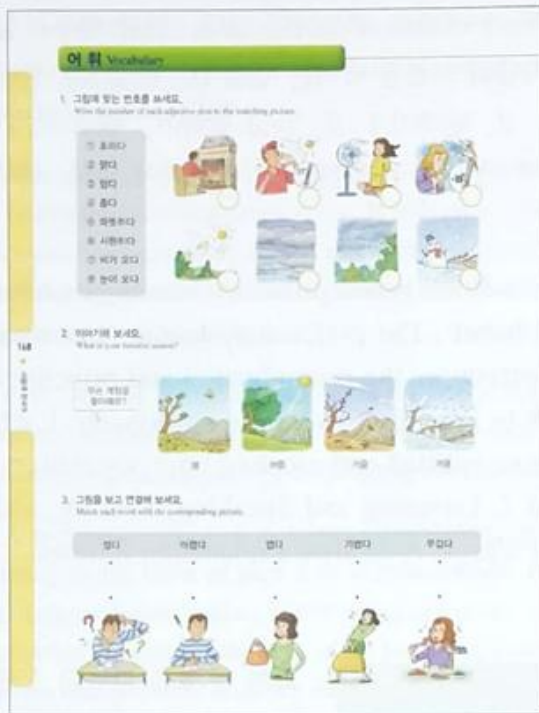 어 휘 Vocabulary
1. 그림에 맞는 번호를 쓰세요.
Write the number of each adjective next to the matching picture.
① 흐리다
② 맑다
③ 덥다
④ 춥다
⑤ 따뜻하다
⑥ 시원하다
⑦ 비가 오다
⑧ 눈이 오다
2. 이야기해 보세요.
What is your favorite season?
무슨 계절을
좋아해요?
봄 여름 가을 겨울
168
3. 그림을 보고 연결해 보세요.
Match each word with the corresponding picture.
쉽다 어렵다 맵다 가볍다 무겁다